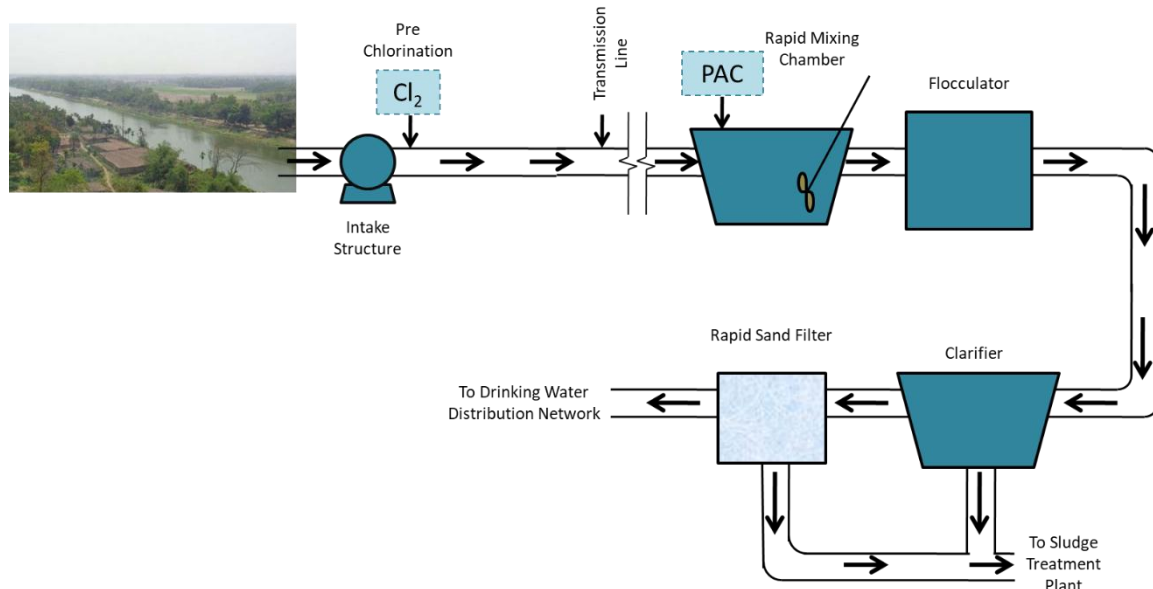 Pre
Chlorination
Cl₂
Intake
Structure
Transmission
Line
PAC
Rapid Mixing
Chamber
Flocculator
Rapid Sand Filter
Clarifier
To Drinking Water
Distribution Network
To Sludge
Treatment
Plant